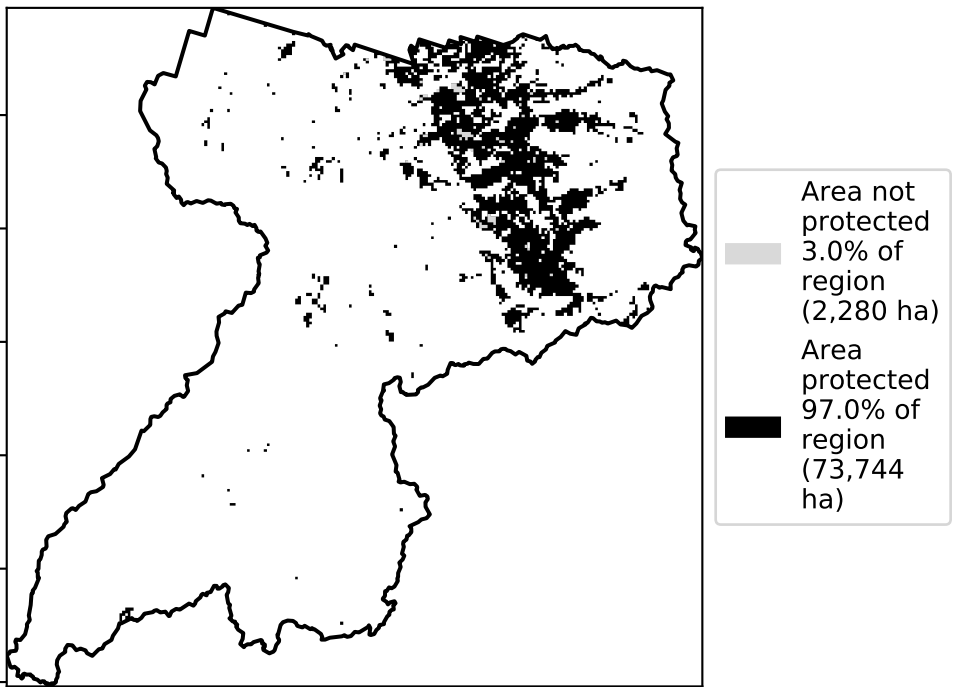 Area not
protected
3.0% of
region
(2,280 ha)
Area
protected
97.0% of
region
(73,744
ha)